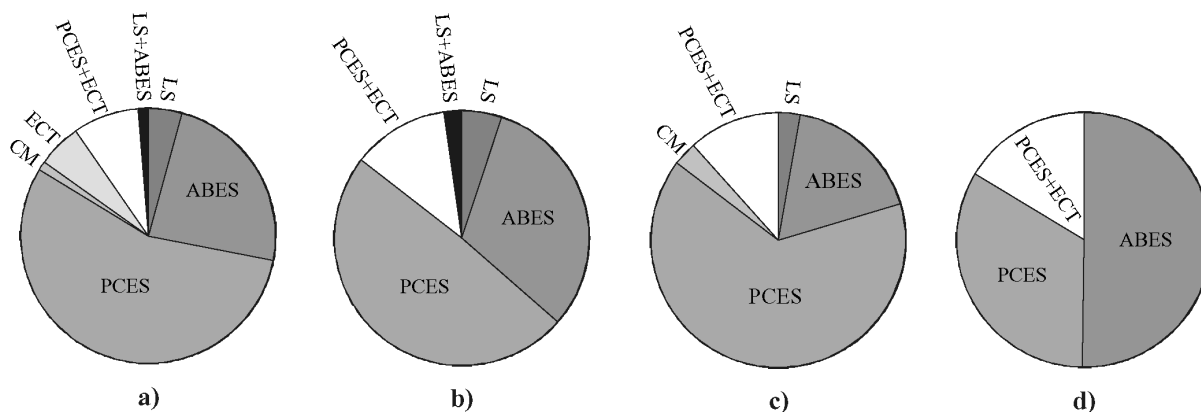 LS+ABES
LS
PCES+ECT
ECT
CM
ABES
PCES
a)
LS+ABES
LS
PCES+ECT
ABES
PCES
b)
LS
PCES+ECT
CM
ABES
PCES
c)
PCES+ECT
ABES
PCES
d)